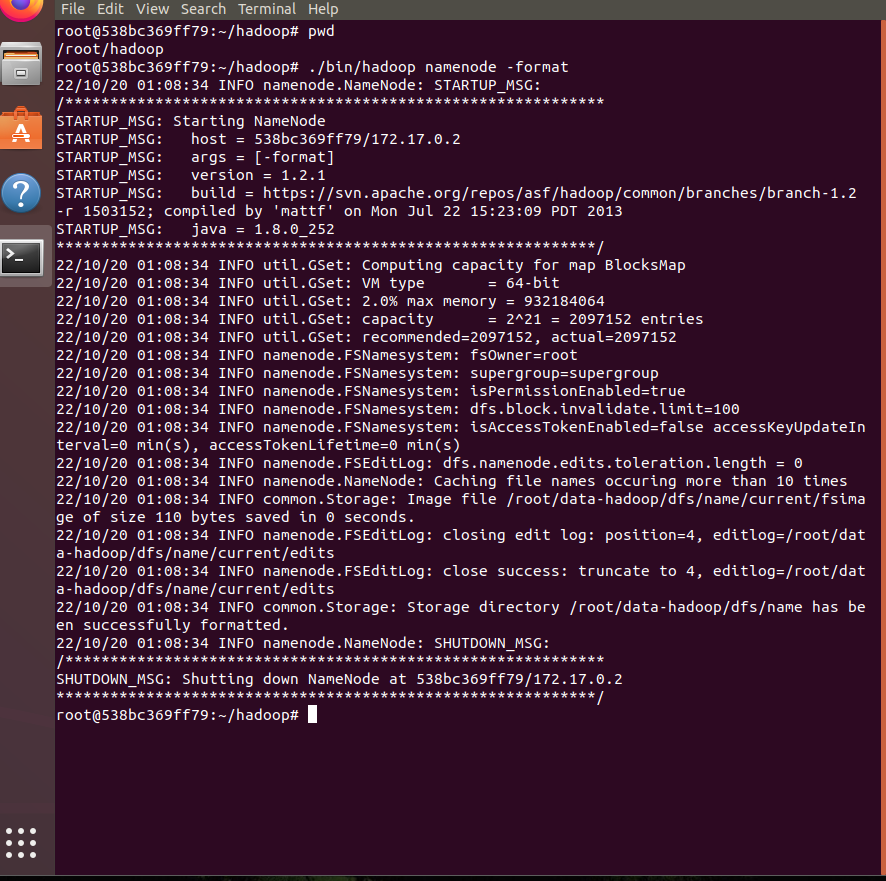 File Edit View Search Terminal Help
root@538bc369ff79:~/hadoop# pwd
/root/hadoop
root@538bc369ff79:~/hadoop# ./bin/hadoop namenode -format
22/10/20 01:08:34 INFO namenode.NameNode: STARTUP_MSG:
/************************************************************
STARTUP_MSG: Starting NameNode
STARTUP_MSG:   host = 538bc369ff79/172.17.0.2
STARTUP_MSG:   args = [-format]
STARTUP_MSG:   version = 1.2.1
STARTUP_MSG:   build = https://svn.apache.org/repos/asf/hadoop/common/branches/branch-1.2
-r 1503152; compiled by 'mattf' on Mon Jul 22 15:23:09 PDT 2013
STARTUP_MSG:   java = 1.8.0_252
************************************************************/
22/10/20 01:08:34 INFO util.GSet: Computing capacity for map BlocksMap
22/10/20 01:08:34 INFO util.GSet: VM type       = 64-bit
22/10/20 01:08:34 INFO util.GSet: 2.0% max memory = 932184064
22/10/20 01:08:34 INFO util.GSet: capacity      = 2^21 = 2097152 entries
22/10/20 01:08:34 INFO util.GSet: recommended=2097152, actual=2097152
22/10/20 01:08:34 INFO namenode.FSNamesystem: fsOwner=root
22/10/20 01:08:34 INFO namenode.FSNamesystem: supergroup=supergroup
22/10/20 01:08:34 INFO namenode.FSNamesystem: isPermissionEnabled=true
22/10/20 01:08:34 INFO namenode.FSNamesystem: dfs.block.invalidate.limit=100
22/10/20 01:08:34 INFO namenode.FSNamesystem: isAccessTokenEnabled=false accessKeyUpdateIn
terval=0 min(s), accessTokenLifetime=0 min(s)
22/10/20 01:08:34 INFO namenode.FSEditLog: dfs.namenode.edits.toleration.length = 0
22/10/20 01:08:34 INFO namenode.NameNode: Caching file names occuring more than 10 times
22/10/20 01:08:34 INFO common.Storage: Image file /root/data-hadoop/dfs/name/current/fsima
ge of size 110 bytes saved in 0 seconds.
22/10/20 01:08:34 INFO namenode.FSEditLog: closing edit log: position=4, editlog=/root/dat
a-hadoop/dfs/name/current/edits
22/10/20 01:08:34 INFO namenode.FSEditLog: close success: truncate to 4, editlog=/root/dat
a-hadoop/dfs/name/current/edits
22/10/20 01:08:34 INFO common.Storage: Storage directory /root/data-hadoop/dfs/name has be
en successfully formatted.
22/10/20 01:08:34 INFO namenode.NameNode: SHUTDOWN_MSG:
/************************************************************
SHUTDOWN_MSG: Shutting down NameNode at 538bc369ff79/172.17.0.2
************************************************************/
root@538bc369ff79:~/hadoop#